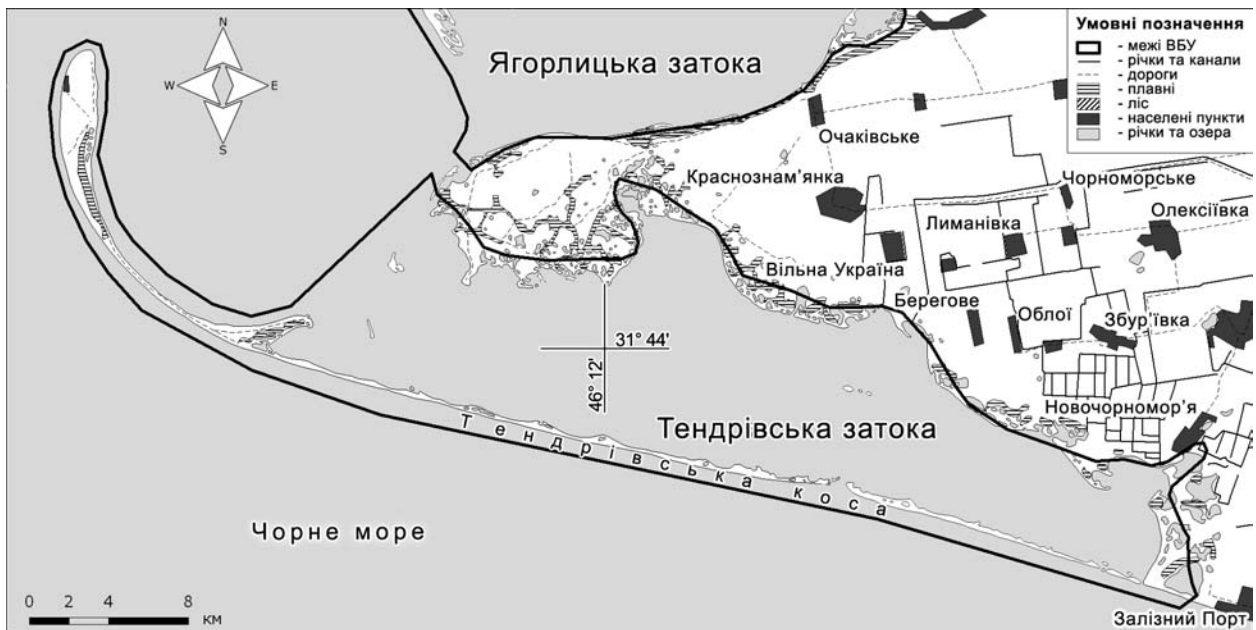 N
W E
S
Ягорлицька затока
Умовні позначення
- межі ВБУ
- річки та канали
- дороги
- плавні
- ліс
- населені пункти
- річки та озера
Очаківське
Краснознам'янка
Чорноморське
Олексіївка
Лиманівка
Вільна Україна
Берегове
Облої
Збур'ївка
31° 44'
46° 12'
Новочорномор'я
Тендрівська затока
Тендрівська коса
Чорне море
0 2 4 8
км
Залізний Порт